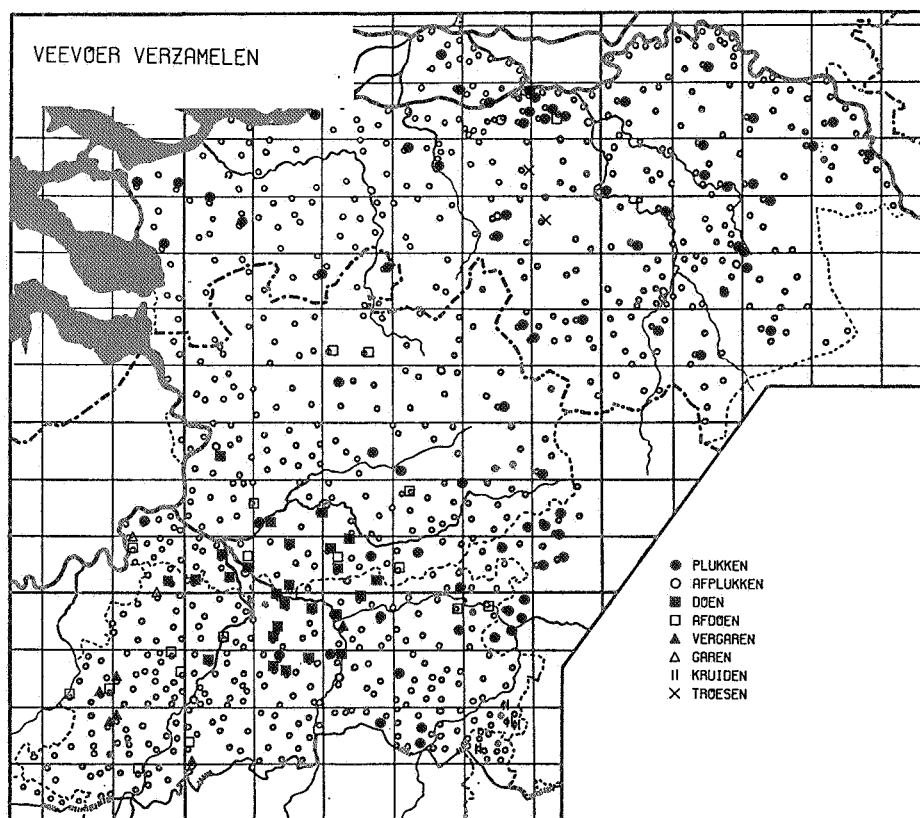 VEEVOER VERZAMELEN
PLUKKEN
AFPLUKKEN
DOEN
AFDOEN
VERGAREN
GAREN
KRUIDEN
TROESEN